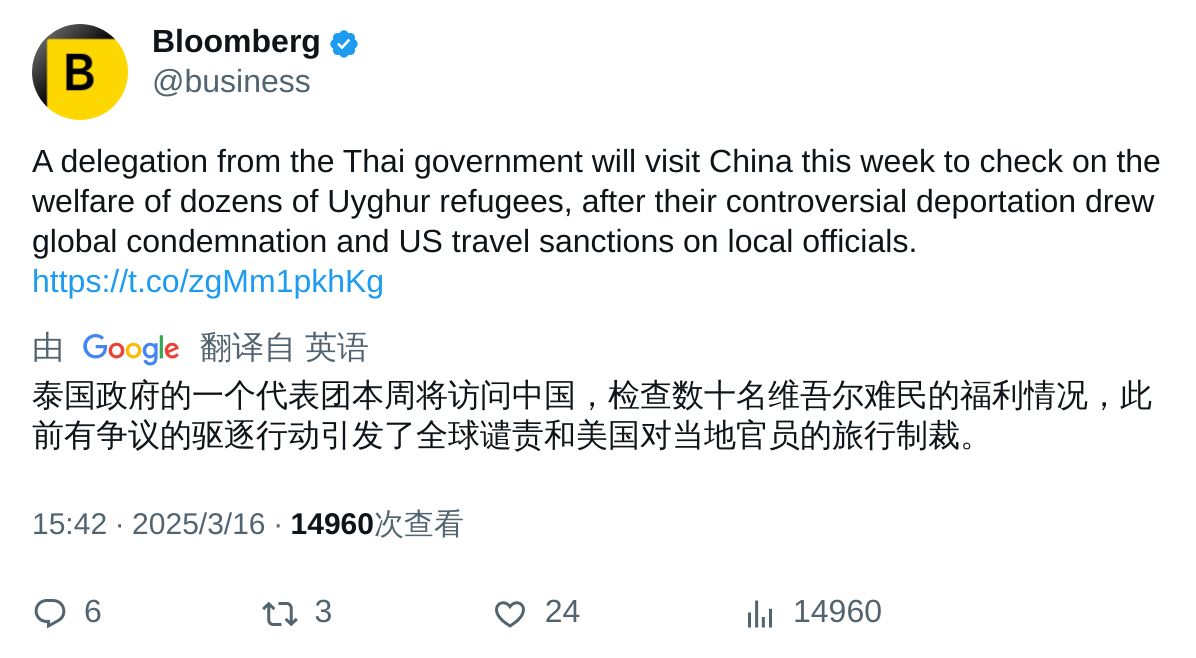 B
Bloomberg
@business
A delegation from the Thai government will visit China this week to check on the
welfare of dozens of Uyghur refugees, after their controversial deportation drew
global condemnation and US travel sanctions on local officials.
https://t.co/zgMm1pkhKg
由 Google 翻译自 英语
泰国政府的一个代表团本周将访问中国，检查数十名维吾尔难民的福利情况，此
前有争议的驱逐行动引发了全球谴责和美国对当地官员的旅行制裁。
15:42 · 2025/3/16 · 14960次查看
6 3 24 14960